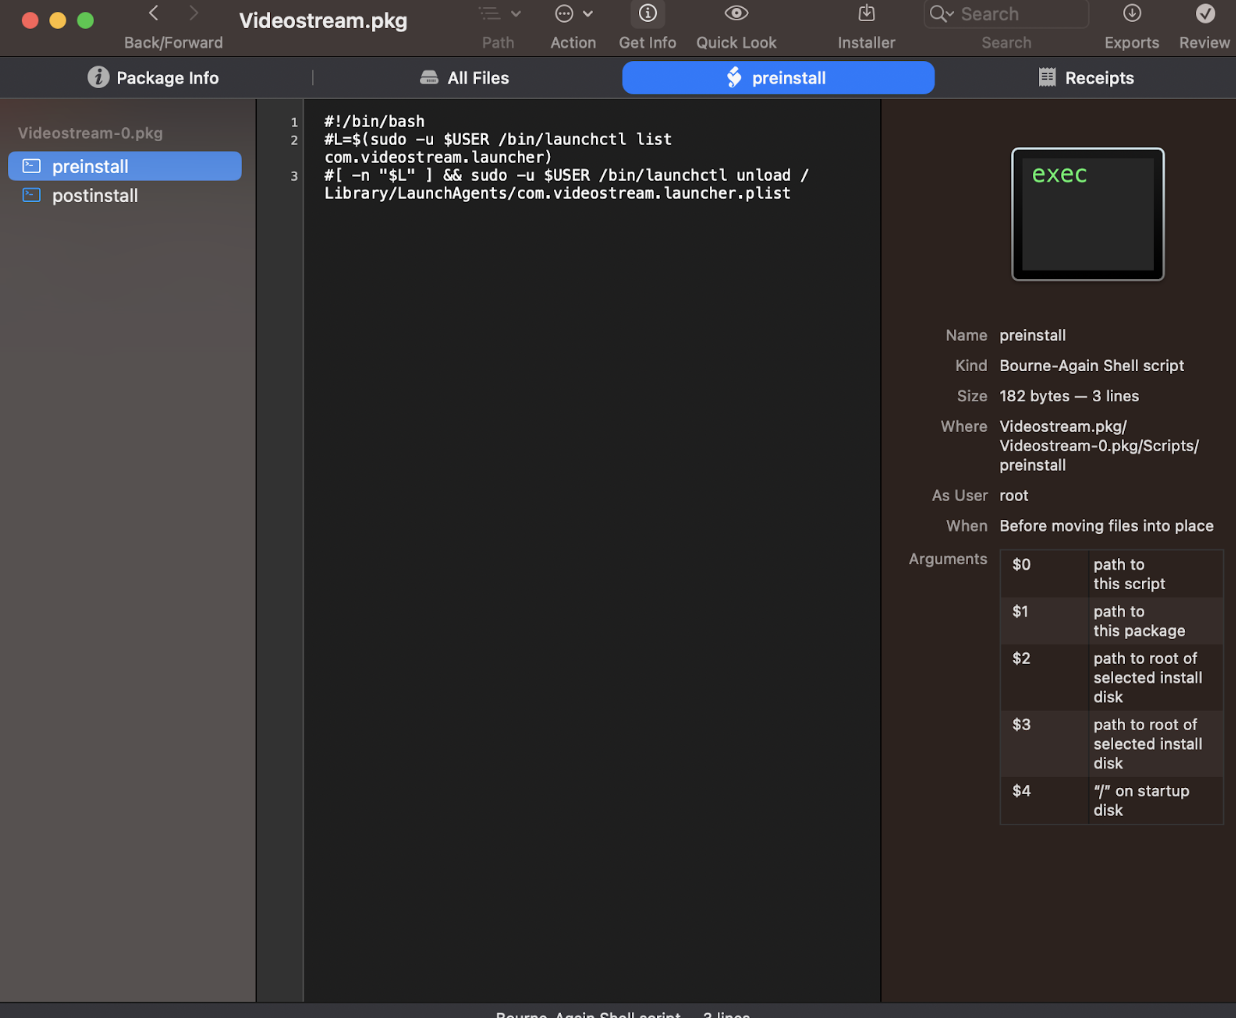 Videostream.pkg
Back/Forward
Path
Action
Get Info
Quick Look
Installer
Search
Search
Exports
Review
Package Info
All Files
preinstall
Receipts
Videostream-0.pkg
preinstall
postinstall
1 #!/bin/bash
2 #L=$(sudo -u $USER /bin/launchctl list
com.videostream.launcher)
3 #[ -n "$L" ] && sudo -u $USER /bin/launchctl unload /
Library/LaunchAgents/com.videostream.launcher.plist
exec
Name preinstall
Kind Bourne-Again Shell script
Size 182 bytes — 3 lines
Where Videostream.pkg/
Videostream-0.pkg/Scripts/
preinstall
As User root
When Before moving files into place
Arguments
$0 path to
this script
$1 path to
this package
$2 path to root of
selected install
disk
$3 path to root of
selected install
disk
$4 “/” on startup
disk
Bourne-Again Shell script — 3 lines